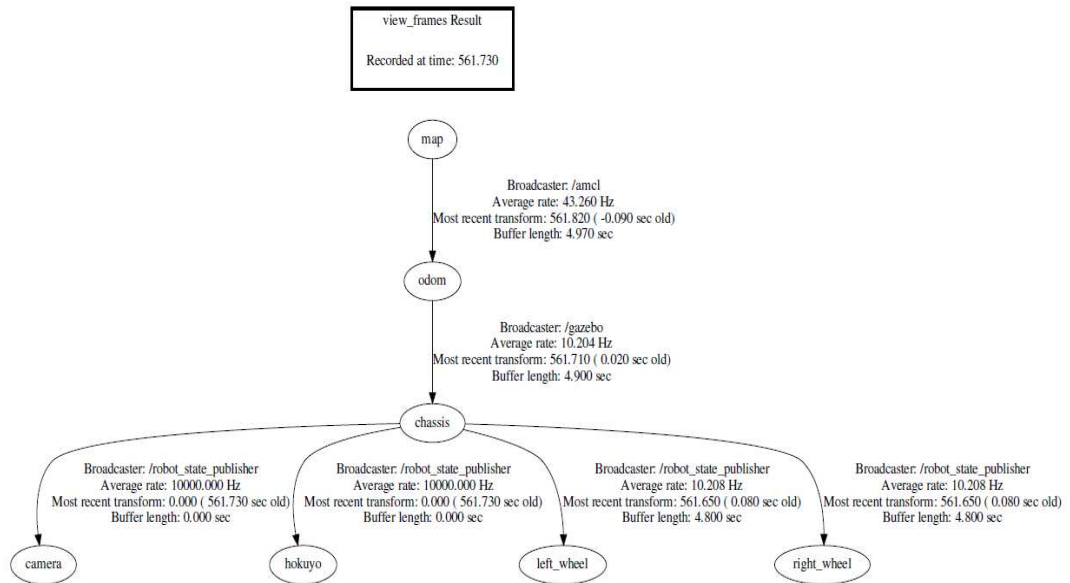 view_frames Result
Recorded at time: 561.730
map
Broadcaster: /amcl
Average rate: 43.260 Hz
Most recent transform: 561.820 ( -0.090 sec old)
Buffer length: 4.970 sec
odom
Broadcaster: /gazebo
Average rate: 10.204 Hz
Most recent transform: 561.710 ( 0.020 sec old)
Buffer length: 4.900 sec
chassis
Broadcaster: /robot_state_publisher
Average rate: 10000.000 Hz
Most recent transform: 0.000 ( 561.730 sec old)
Buffer length: 0.000 sec
Broadcaster: /robot_state_publisher
Average rate: 10000.000 Hz
Most recent transform: 0.000 ( 561.730 sec old)
Buffer length: 0.000 sec
Broadcaster: /robot_state_publisher
Average rate: 10.208 Hz
Most recent transform: 561.650 ( 0.080 sec old)
Buffer length: 4.800 sec
Broadcaster: /robot_state_publisher
Average rate: 10.208 Hz
Most recent transform: 561.650 ( 0.080 sec old)
Buffer length: 4.800 sec
camera
hokuyo
left_wheel
right_wheel